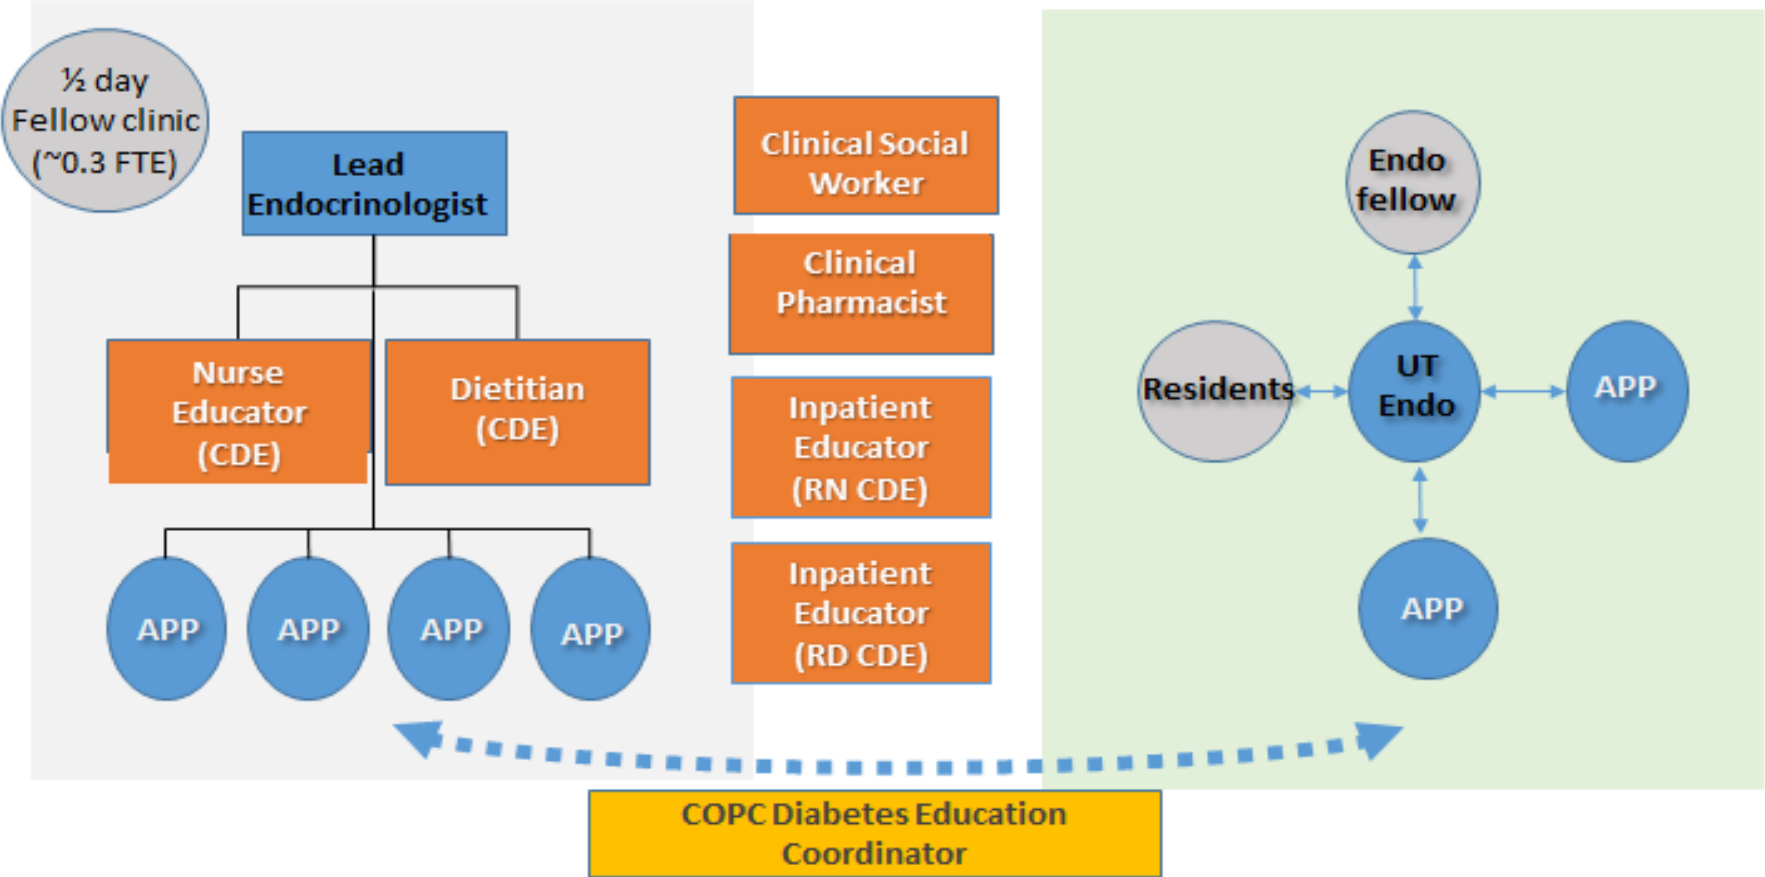 ½ day
Fellow clinic
(~0.3 FTE)
Lead
Endocrinologist
Nurse
Educator
(CDE)
Dietitian
(CDE)
APP
APP
APP
APP
Clinical Social
Worker
Clinical
Pharmacist
Inpatient
Educator
(RN CDE)
Inpatient
Educator
(RD CDE)
Endo
fellow
Residents
UT
Endo
APP
APP
COPC Diabetes Education
Coordinator